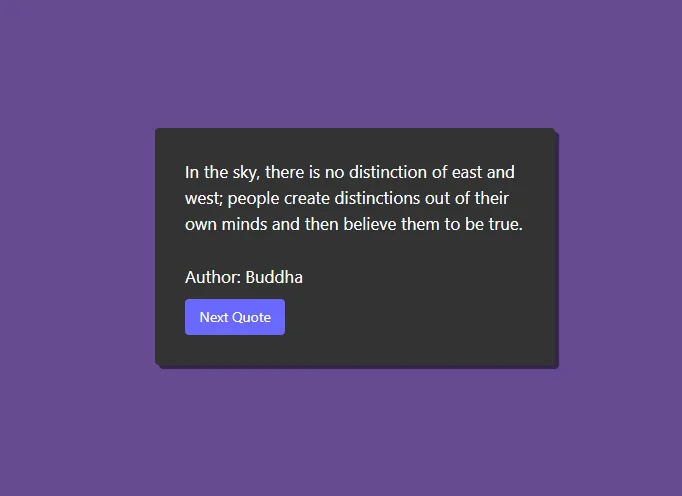 In the sky, there is no distinction of east and
west; people create distinctions out of their
own minds and then believe them to be true.
Author: Buddha
Next Quote